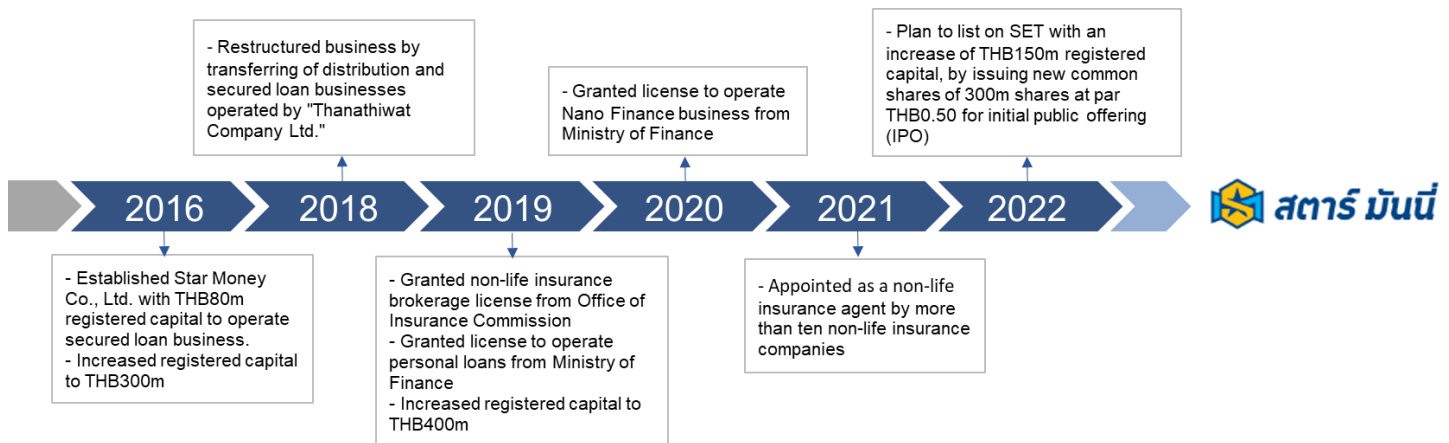 - Restructured business by
transferring of distribution and
secured loan businesses
operated by "Thanathiwat
Company Ltd."
- Granted license to operate
Nano Finance business from
Ministry of Finance
- Plan to list on SET with an
increase of THB150m registered
capital, by issuing new common
shares of 300m shares at par
THB0.50 for initial public offering
(IPO)
2016
2018
2019
2020
2021
2022
สตาร์ มันนี่
- Established Star Money
Co., Ltd. with THB80m
registered capital to operate
secured loan business.
- Increased registered capital
to THB300m
- Granted non-life insurance
brokerage license from Office of
Insurance Commission
- Granted license to operate
personal loans from Ministry of
Finance
- Increased registered capital to
THB400m
- Appointed as a non-life
insurance agent by more
than ten non-life insurance
companies